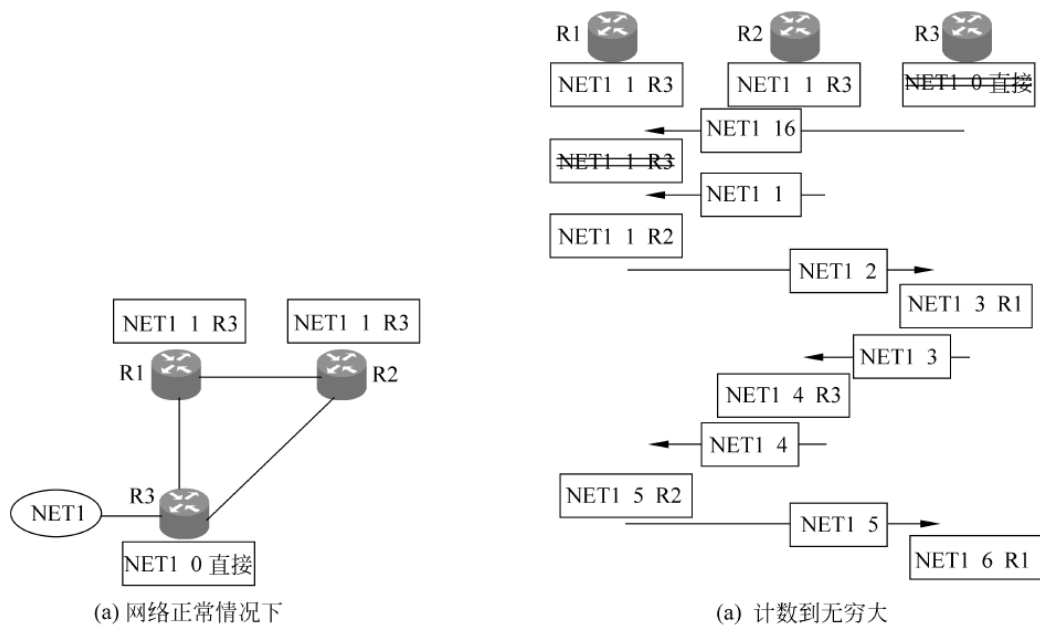 NET1 1 R3
NET1 1 R3
R1
R2
R3
NET1
NET1 0 直接
(a) 网络正常情况下
R1
R2
R3
NET1 1 R3
NET1 1 R3
NET1 0 直接
NET1 16
NET1 1 R3
NET1 1
NET1 1 R2
NET1 2
NET1 3 R1
NET1 3
NET1 4 R3
NET1 4
NET1 5 R2
NET1 5
NET1 6 R1
(a) 计数到无穷大